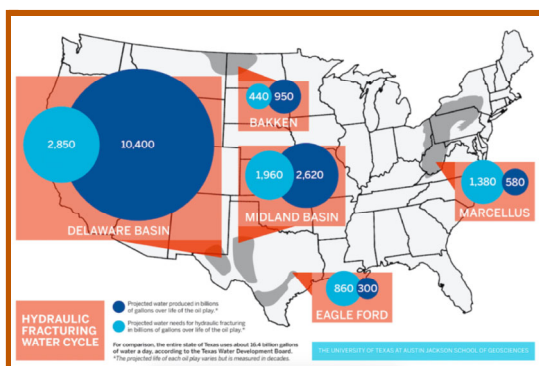 440 950
BAKKEN
2,850 10,400
1,960 2,620
1,380 580
DELAWARE BASIN
MIDLAND BASIN
MARCELLUS
860 300
EAGLE FORD
HYDRAULIC
FRACTURING
WATER CYCLE
Projected water produced in billions
of gallons over life of the oil play.*
Projected water needs for hydraulic fracturing
in billions of gallons over life of the oil play.*
For comparison, the entire state of Texas uses about 16.4 billion gallons
of water a day, according to the Texas Water Development Board.
*The projected life of each oil play varies but is measured in decades.
THE UNIVERSITY OF TEXAS AT AUSTIN JACKSON SCHOOL OF GEOSCIENCES